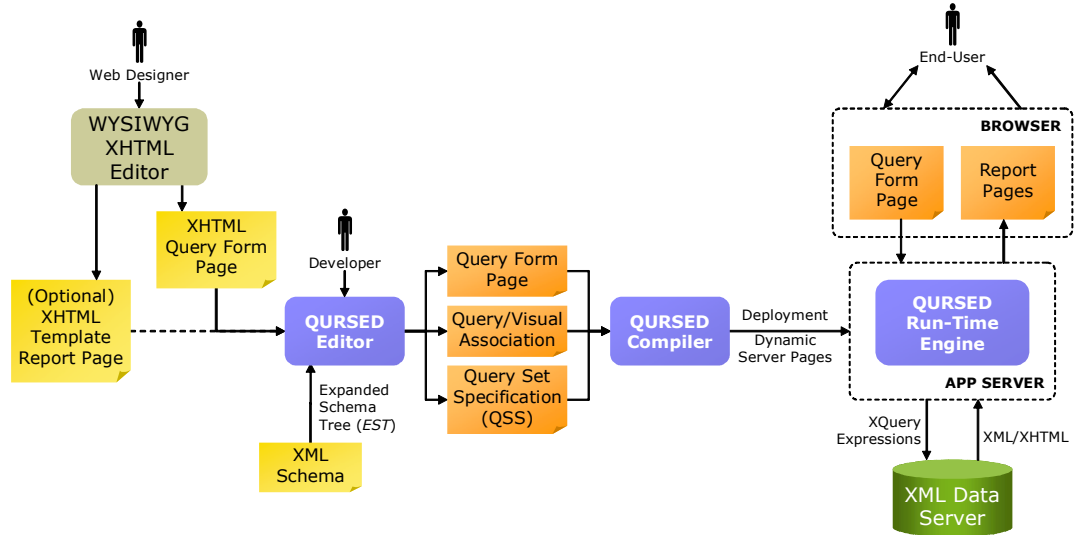 Web Designer
WYSIWYG
XHTML
Editor
XHTML
Query Form
Page
(Optional)
XHTML
Template
Report Page
Developer
QURSED
Editor
Expanded
Schema
Tree (EST)
XML
Schema
Query Form
Page
Query/Visual
Association
Query Set
Specification
(QSS)
QURSED
Compiler
Deployment
Dynamic
Server Pages
End-User
BROWSER
Query
Form
Page
Report
Pages
QURSED
Run-Time
Engine
APP SERVER
XQuery
Expressions
XML/XHTML
XML Data
Server